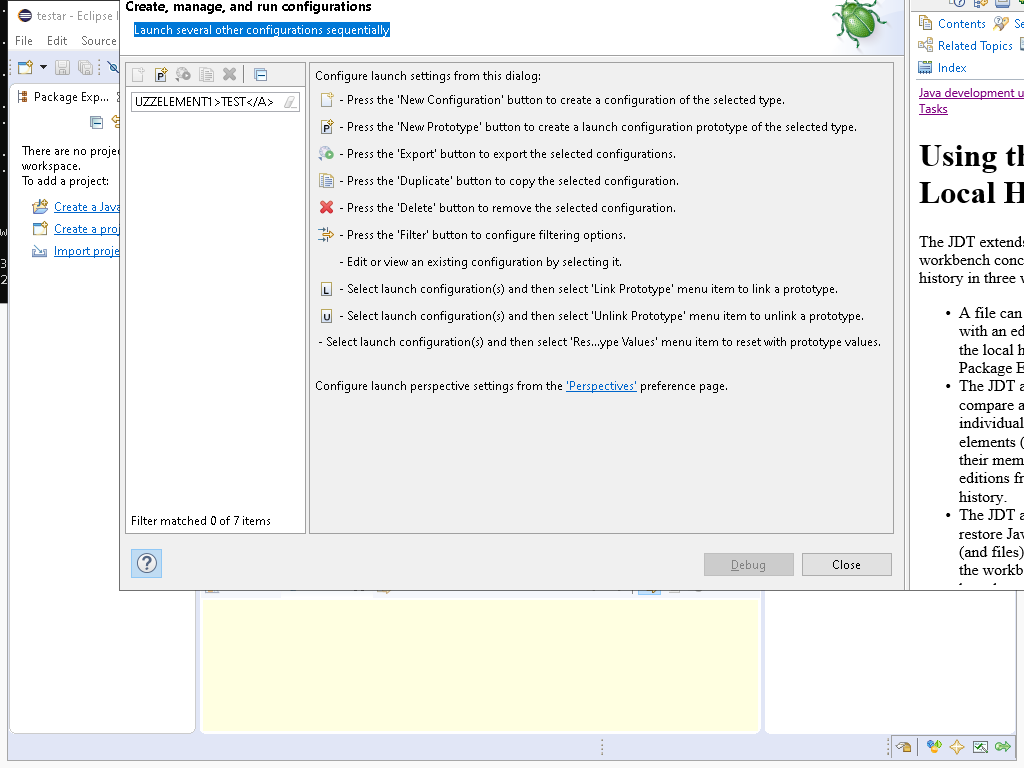 testar - Eclipse I
File Edit Source
Package Exp...
There are no proje
workspace.
To add a project:
Create a Java
Create a proj
Import proje
Create, manage, and run configurations
Launch several other configurations sequentially
UZZELEMENT1>TEST</A>
Filter matched 0 of 7 items
Configure launch settings from this dialog:
- Press the 'New Configuration' button to create a configuration of the selected type.
- Press the 'New Prototype' button to create a launch configuration prototype of the selected type.
- Press the 'Export' button to export the selected configurations.
- Press the 'Duplicate' button to copy the selected configuration.
- Press the 'Delete' button to remove the selected configuration.
- Press the 'Filter' button to configure filtering options.
- Edit or view an existing configuration by selecting it.
L - Select launch configuration(s) and then select 'Link Prototype' menu item to link a prototype.
U - Select launch configuration(s) and then select 'Unlink Prototype' menu item to unlink a prototype.
- Select launch configuration(s) and then select 'Res...ype Values' menu item to reset with prototype values.
Configure launch perspective settings from the 'Perspectives' preference page.
Debug Close
Contents Se
Related Topics
Index
Java development u
Tasks
Using th
Local H
The JDT extends
workbench conc
history in three w
• A file can
with an ed
the local h
Package E
• The JDT a
compare a
individual
elements (
their mem
editions fr
history.
• The JDT a
restore Jav
(and files)
the workb